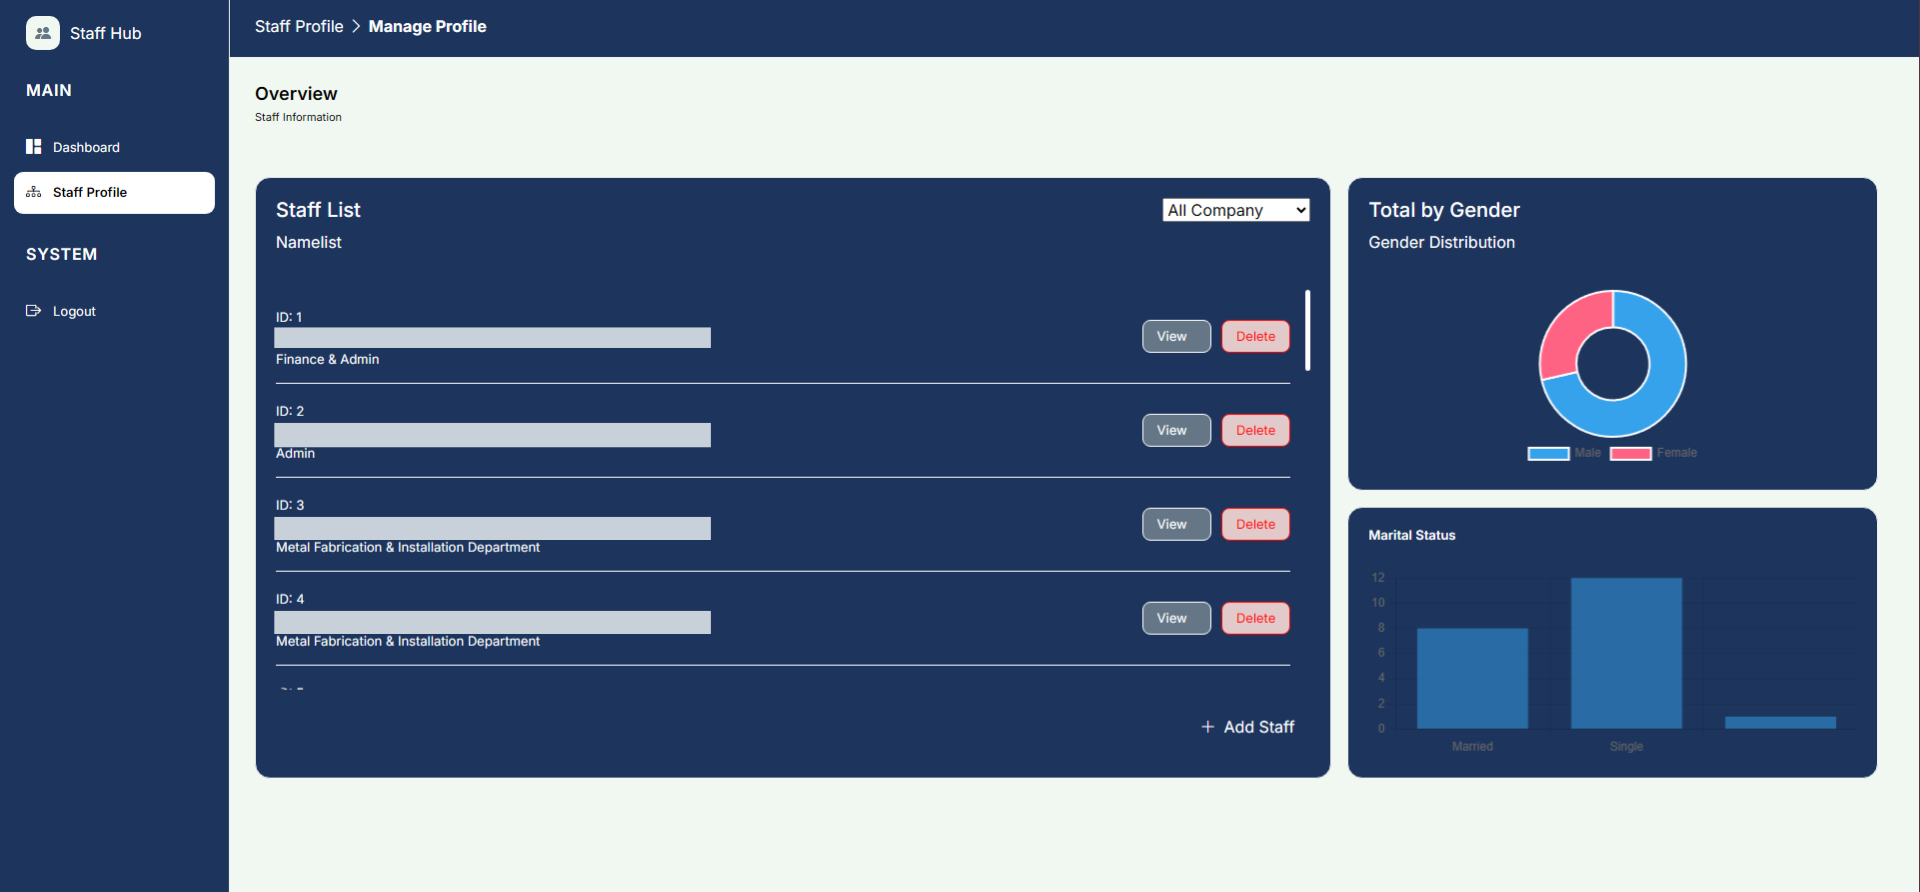 Staff Hub
MAIN
Dashboard
Staff Profile
SYSTEM
Logout
Staff Profile > Manage Profile
Overview
Staff Information
Staff List
All Company
Namelist
ID: 1
Finance & Admin
View
Delete
ID: 2
Admin
View
Delete
ID: 3
Metal Fabrication & Installation Department
View
Delete
ID: 4
Metal Fabrication & Installation Department
View
Delete
+ Add Staff
Total by Gender
Gender Distribution
Male
Female
Marital Status
12
10
8
6
4
2
0
Married
Single